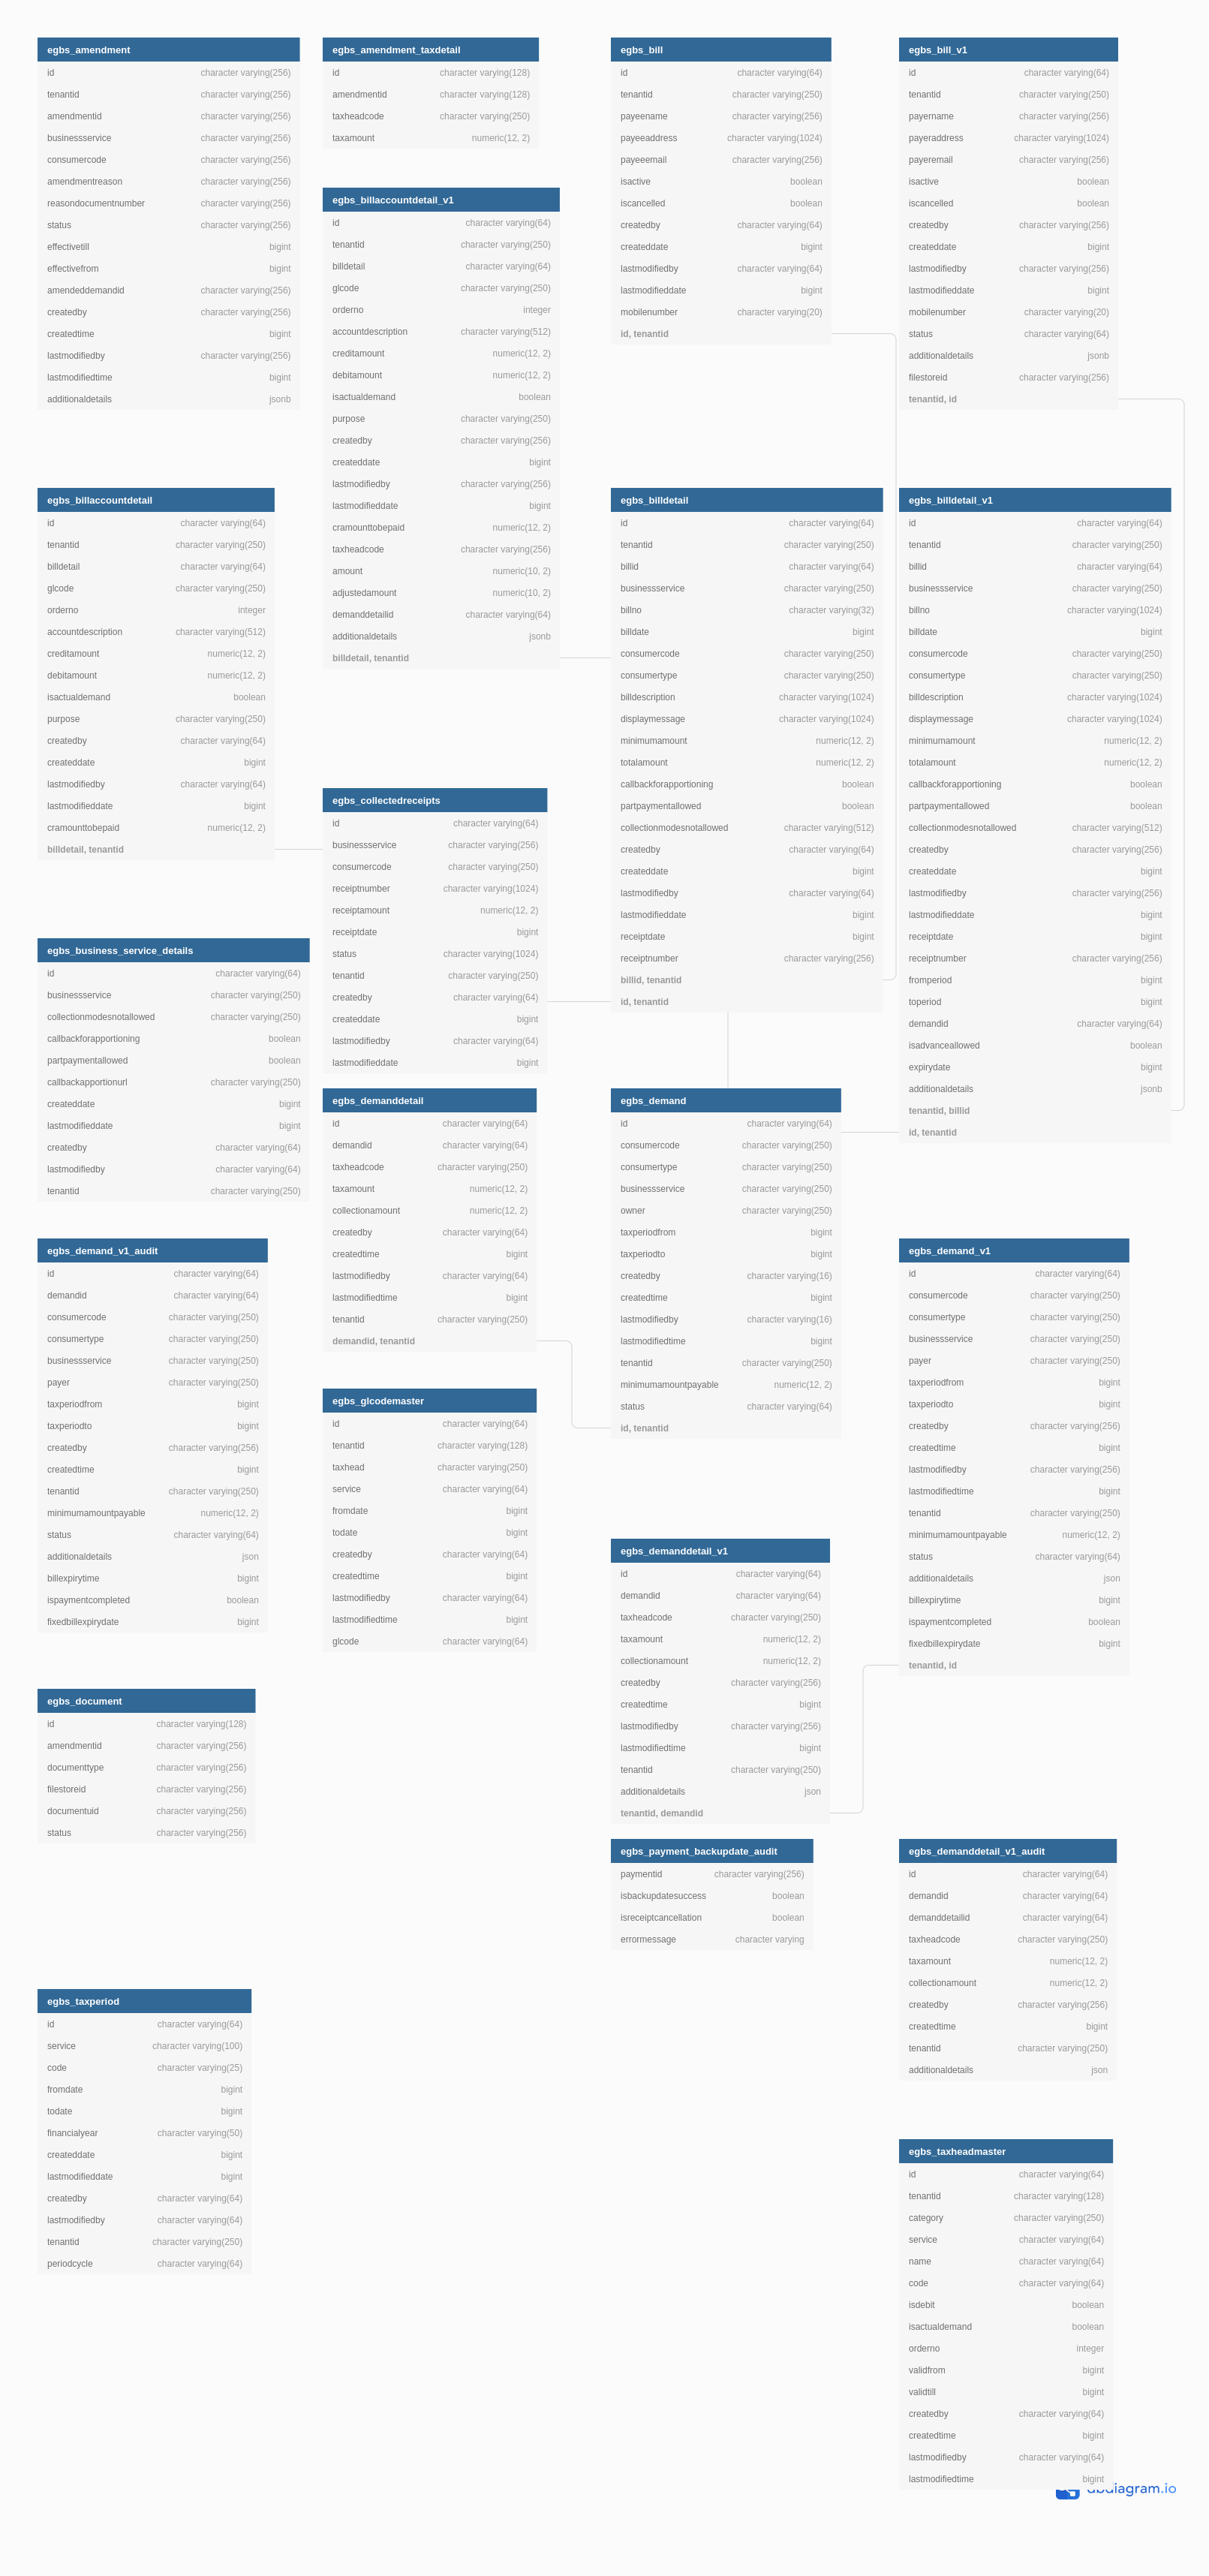 egbs_amendment
id character varying(256)
tenantid character varying(256)
amendmentid character varying(256)
businessservice character varying(256)
consumercode character varying(256)
amendmentreason character varying(256)
reasondocumentnumber character varying(256)
status character varying(256)
effectivetill bigint
effectivefrom bigint
amendeddemandid character varying(256)
createdby character varying(256)
createdtime bigint
lastmodifiedby character varying(256)
lastmodifiedtime bigint
additionaldetails jsonb
egbs_amendment_taxdetail
id character varying(128)
amendmentid character varying(128)
taxheadcode character varying(250)
taxamount numeric(12, 2)
egbs_bill
id character varying(64)
tenantid character varying(250)
payeename character varying(256)
payeeaddress character varying(1024)
payeeemail character varying(256)
isactive boolean
iscancelled boolean
createdby character varying(64)
createddate bigint
lastmodifiedby character varying(64)
lastmodifieddate bigint
mobilenumber character varying(20)
id, tenantid
egbs_bill_v1
id character varying(64)
tenantid character varying(250)
payername character varying(256)
payeraddress character varying(1024)
payeremail character varying(256)
isactive boolean
iscancelled boolean
createdby character varying(256)
createddate bigint
lastmodifiedby character varying(256)
lastmodifieddate bigint
mobilenumber character varying(20)
status character varying(64)
additionaldetails jsonb
filestoreid character varying(256)
tenantid, id
egbs_billaccountdetail_v1
id character varying(64)
tenantid character varying(250)
billdetail character varying(64)
glcode character varying(250)
orderno integer
accountdescription character varying(512)
creditamount numeric(12, 2)
debitamount numeric(12, 2)
isactualdemand boolean
purpose character varying(250)
createdby character varying(256)
createddate bigint
lastmodifiedby character varying(256)
lastmodifieddate bigint
cramounttobepaid numeric(12, 2)
taxheadcode character varying(256)
amount numeric(10, 2)
adjustedamount numeric(10, 2)
demanddetailid character varying(64)
additionaldetails jsonb
billdetail, tenantid
egbs_billaccountdetail
id character varying(64)
tenantid character varying(250)
billdetail character varying(64)
glcode character varying(250)
orderno integer
accountdescription character varying(512)
creditamount numeric(12, 2)
debitamount numeric(12, 2)
isactualdemand boolean
purpose character varying(250)
createdby character varying(64)
createddate bigint
lastmodifiedby character varying(64)
lastmodifieddate bigint
cramounttobepaid numeric(12, 2)
billdetail, tenantid
egbs_billdetail
id character varying(64)
tenantid character varying(250)
billid character varying(64)
businessservice character varying(250)
billno character varying(32)
billdate bigint
consumercode character varying(250)
consumertype character varying(250)
billdescription character varying(1024)
displaymessage character varying(1024)
minimumamount numeric(12, 2)
totalamount numeric(12, 2)
callbackforapportioning boolean
partpaymentallowed boolean
collectionmodesnotallowed character varying(512)
createdby character varying(64)
createddate bigint
lastmodifiedby character varying(64)
lastmodifieddate bigint
receiptdate bigint
receiptnumber character varying(256)
billid, tenantid
id, tenantid
egbs_billdetail_v1
id character varying(64)
tenantid character varying(250)
billid character varying(64)
businessservice character varying(250)
billno character varying(1024)
billdate bigint
consumercode character varying(250)
consumertype character varying(250)
billdescription character varying(1024)
displaymessage character varying(1024)
minimumamount numeric(12, 2)
totalamount numeric(12, 2)
callbackforapportioning boolean
partpaymentallowed boolean
collectionmodesnotallowed character varying(512)
createdby character varying(256)
createddate bigint
lastmodifiedby character varying(256)
lastmodifieddate bigint
receiptdate bigint
receiptnumber character varying(256)
fromperiod bigint
toperiod bigint
demandid character varying(64)
isadvanceallowed boolean
expirydate bigint
additionaldetails jsonb
tenantid, billid
id, tenantid
egbs_collectedreceipts
id character varying(64)
businessservice character varying(256)
consumercode character varying(250)
receiptnumber character varying(1024)
receiptamount numeric(12, 2)
receiptdate bigint
status character varying(1024)
tenantid character varying(250)
createdby character varying(64)
createddate bigint
lastmodifiedby character varying(64)
lastmodifieddate bigint
egbs_business_service_details
id character varying(64)
businessservice character varying(250)
collectionmodesnotallowed character varying(250)
callbackforapportioning boolean
partpaymentallowed boolean
callbackapportionurl character varying(250)
createddate bigint
lastmodifieddate bigint
createdby character varying(64)
lastmodifiedby character varying(64)
tenantid character varying(250)
egbs_demanddetail
id character varying(64)
demandid character varying(64)
taxheadcode character varying(250)
taxamount numeric(12, 2)
collectionamount numeric(12, 2)
createdby character varying(64)
createdtime bigint
lastmodifiedby character varying(64)
lastmodifiedtime bigint
tenantid character varying(250)
demandid, tenantid
egbs_demand
id character varying(64)
consumercode character varying(250)
consumertype character varying(250)
businessservice character varying(250)
owner character varying(250)
taxperiodfrom bigint
taxperiodto bigint
createdby character varying(16)
createdtime bigint
lastmodifiedby character varying(16)
lastmodifiedtime bigint
tenantid character varying(250)
minimumamountpayable numeric(12, 2)
status character varying(64)
id, tenantid
egbs_demand_v1_audit
id character varying(64)
demandid character varying(64)
consumercode character varying(250)
consumertype character varying(250)
businessservice character varying(250)
payer character varying(250)
taxperiodfrom bigint
taxperiodto bigint
createdby character varying(256)
createdtime bigint
tenantid character varying(250)
minimumamountpayable numeric(12, 2)
status character varying(64)
additionaldetails json
billexpirytime bigint
ispaymentcompleted boolean
fixedbillexpirydate bigint
egbs_demand_v1
id character varying(64)
consumercode character varying(250)
consumertype character varying(250)
businessservice character varying(250)
payer character varying(250)
taxperiodfrom bigint
taxperiodto bigint
createdby character varying(256)
createdtime bigint
lastmodifiedby character varying(256)
lastmodifiedtime bigint
tenantid character varying(250)
minimumamountpayable numeric(12, 2)
status character varying(64)
additionaldetails json
billexpirytime bigint
ispaymentcompleted boolean
fixedbillexpirydate bigint
tenantid, id
egbs_glcodemaster
id character varying(64)
tenantid character varying(128)
taxhead character varying(250)
service character varying(64)
fromdate bigint
todate bigint
createdby character varying(64)
createdtime bigint
lastmodifiedby character varying(64)
lastmodifiedtime bigint
glcode character varying(64)
egbs_demanddetail_v1
id character varying(64)
demandid character varying(64)
taxheadcode character varying(250)
taxamount numeric(12, 2)
collectionamount numeric(12, 2)
createdby character varying(256)
createdtime bigint
lastmodifiedby character varying(256)
lastmodifiedtime bigint
tenantid character varying(250)
additionaldetails json
tenantid, demandid
egbs_document
id character varying(128)
amendmentid character varying(256)
documenttype character varying(256)
filestoreid character varying(256)
documentuid character varying(256)
status character varying(256)
egbs_payment_backupdate_audit
paymentid character varying(256)
isbackupdatesuccess boolean
isreceiptcancellation boolean
errormessage character varying
egbs_demanddetail_v1_audit
id character varying(64)
demandid character varying(64)
demanddetailid character varying(64)
taxheadcode character varying(250)
taxamount numeric(12, 2)
collectionamount numeric(12, 2)
createdby character varying(256)
createdtime bigint
tenantid character varying(250)
additionaldetails json
egbs_taxperiod
id character varying(64)
service character varying(100)
code character varying(25)
fromdate bigint
todate bigint
financialyear character varying(50)
createddate bigint
lastmodifieddate bigint
createdby character varying(64)
lastmodifiedby character varying(64)
tenantid character varying(250)
periodcycle character varying(64)
egbs_taxheadmaster
id character varying(64)
tenantid character varying(128)
category character varying(250)
service character varying(64)
name character varying(64)
code character varying(64)
isdebit boolean
isactualdemand boolean
orderno integer
validfrom bigint
validtill bigint
createdby character varying(64)
createdtime bigint
lastmodifiedby character varying(64)
lastmodifiedtime bigint
dbdiagram.io